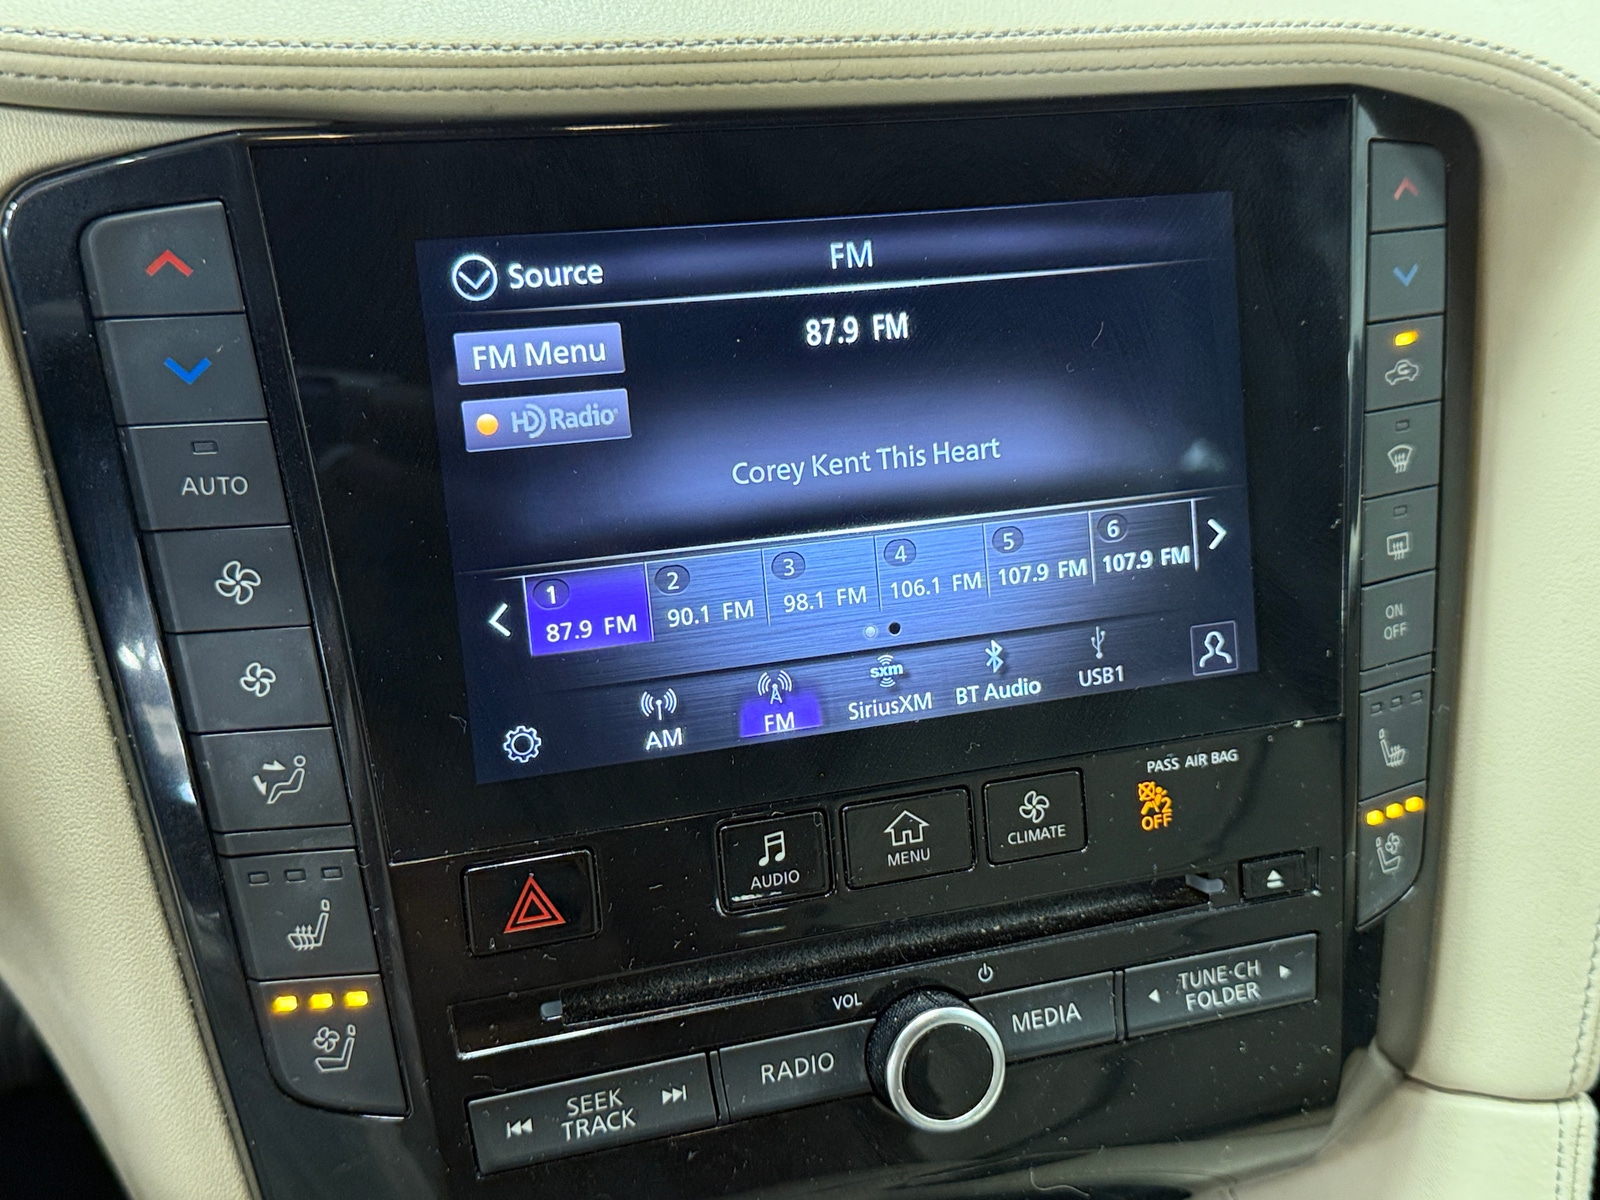 Source
FM
FM Menu
87.9 FM
HD Radio
Corey Kent This Heart
1
87.9 FM
2
90.1 FM
3
98.1 FM
4
106.1 FM
5
107.9 FM
6
107.9 FM
AM
FM
sxm
SiriusXM
BT Audio
USB1
AUTO
ON
OFF
PASS AIR BAG
2
OFF
AUDIO
MENU
CLIMATE
VOL
SEEK
TRACK
RADIO
MEDIA
TUNE·CH
FOLDER